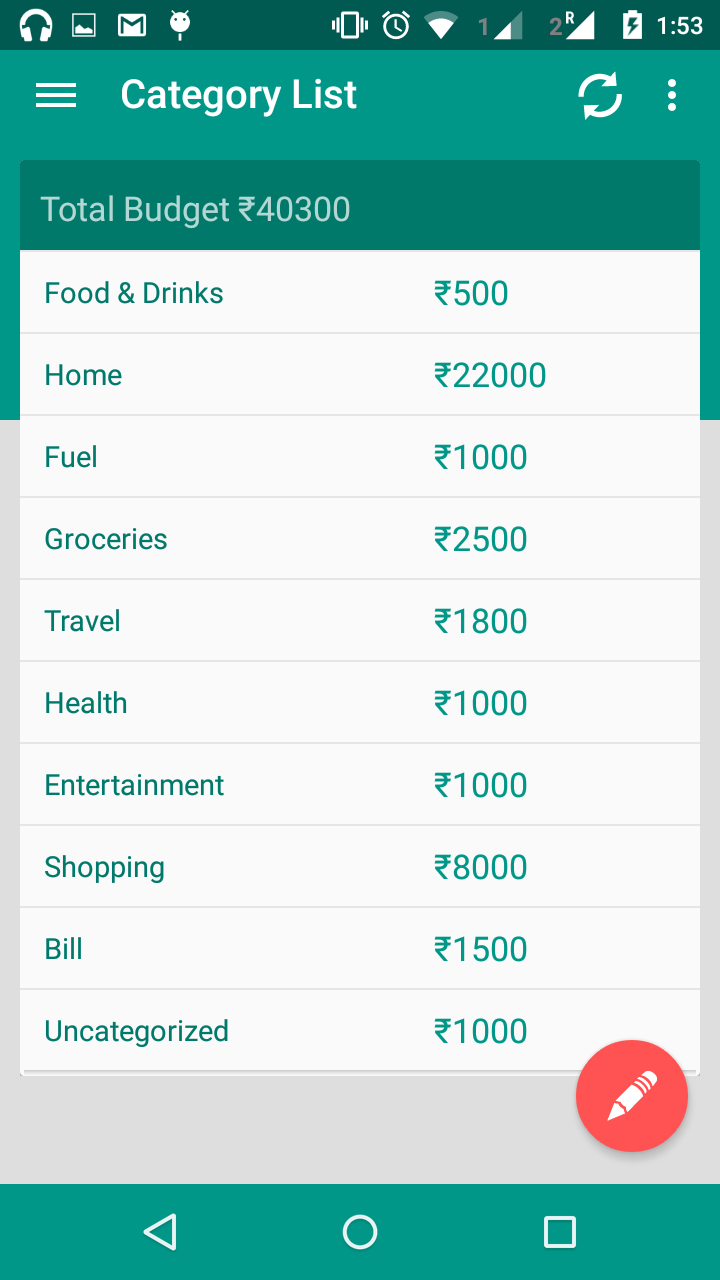 1 2 R 1:53
Category List
Total Budget ₹40300
Food & Drinks ₹500
Home ₹22000
Fuel ₹1000
Groceries ₹2500
Travel ₹1800
Health ₹1000
Entertainment ₹1000
Shopping ₹8000
Bill ₹1500
Uncategorized ₹1000